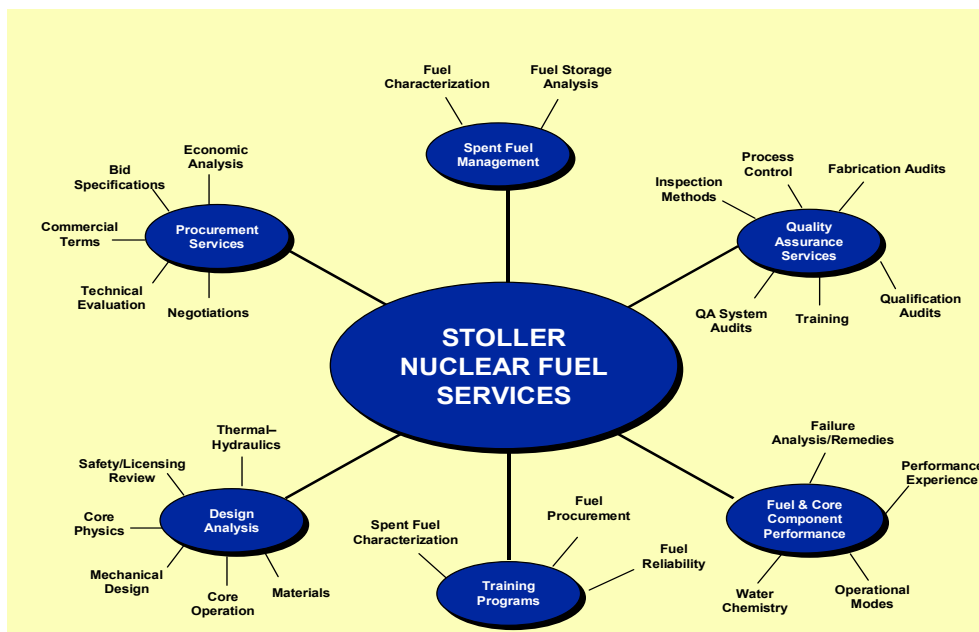 Fuel
Characterization
Fuel Storage
Analysis
Spent Fuel
Management
Economic
Analysis
Bid
Specifications
Commercial
Terms
Procurement
Services
Technical
Evaluation
Negotiations
Process
Control
Fabrication Audits
Inspection
Methods
Quality
Assurance
Services
QA System
Audits
Training
Qualification
Audits
STOLLER
NUCLEAR FUEL
SERVICES
Thermal–
Hydraulics
Safety/Licensing
Review
Core
Physics
Design
Analysis
Mechanical
Design
Core
Operation
Materials
Spent Fuel
Characterization
Fuel
Procurement
Fuel
Reliability
Training
Programs
Failure
Analysis/Remedies
Performance
Experience
Fuel & Core
Component
Performance
Water
Chemistry
Operational
Modes